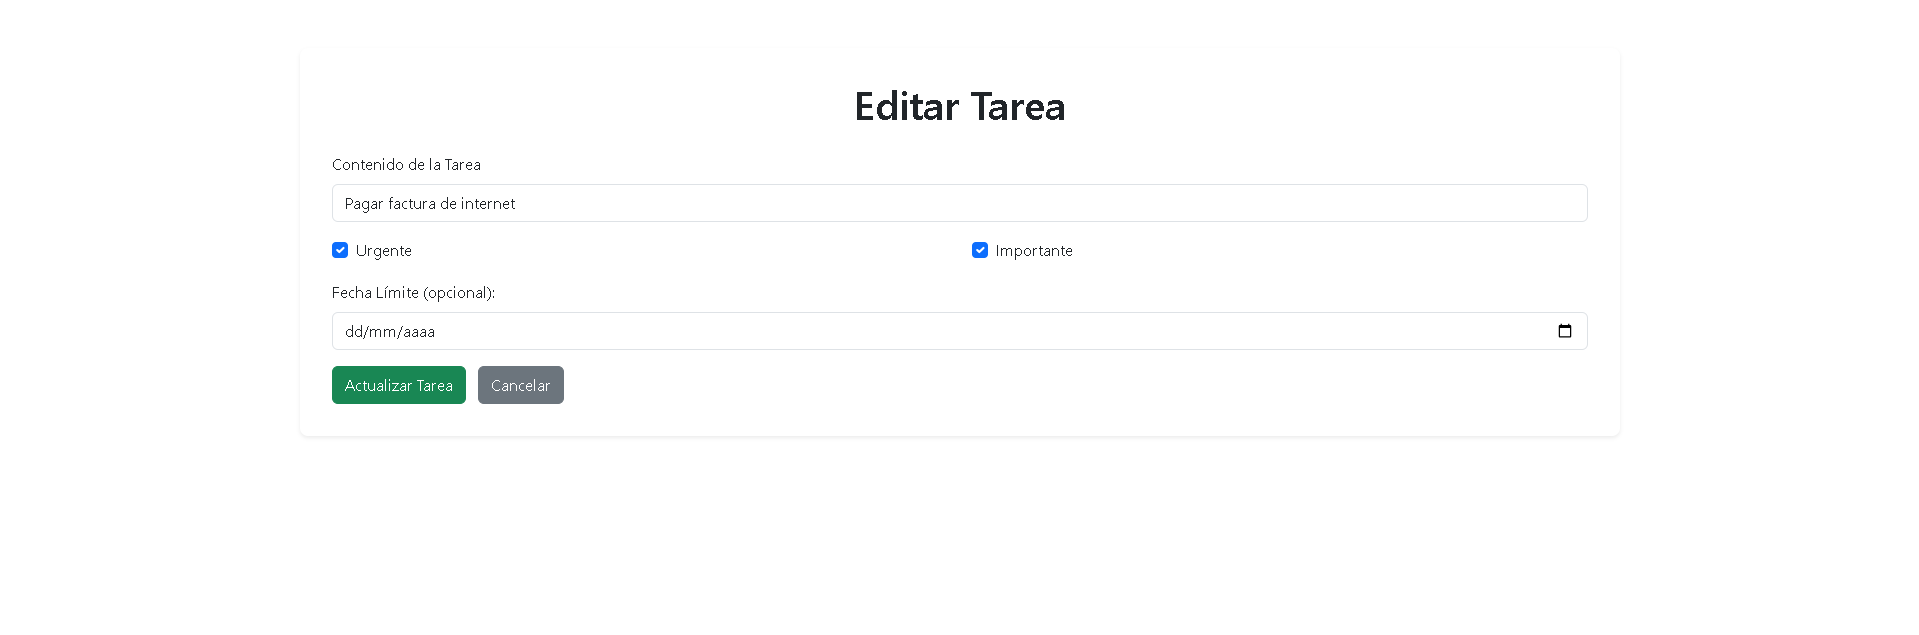 Editar Tarea
Contenido de la Tarea
Pagar factura de internet
Urgente Importante
Fecha Límite (opcional):
dd/mm/aaaa
Actualizar Tarea Cancelar